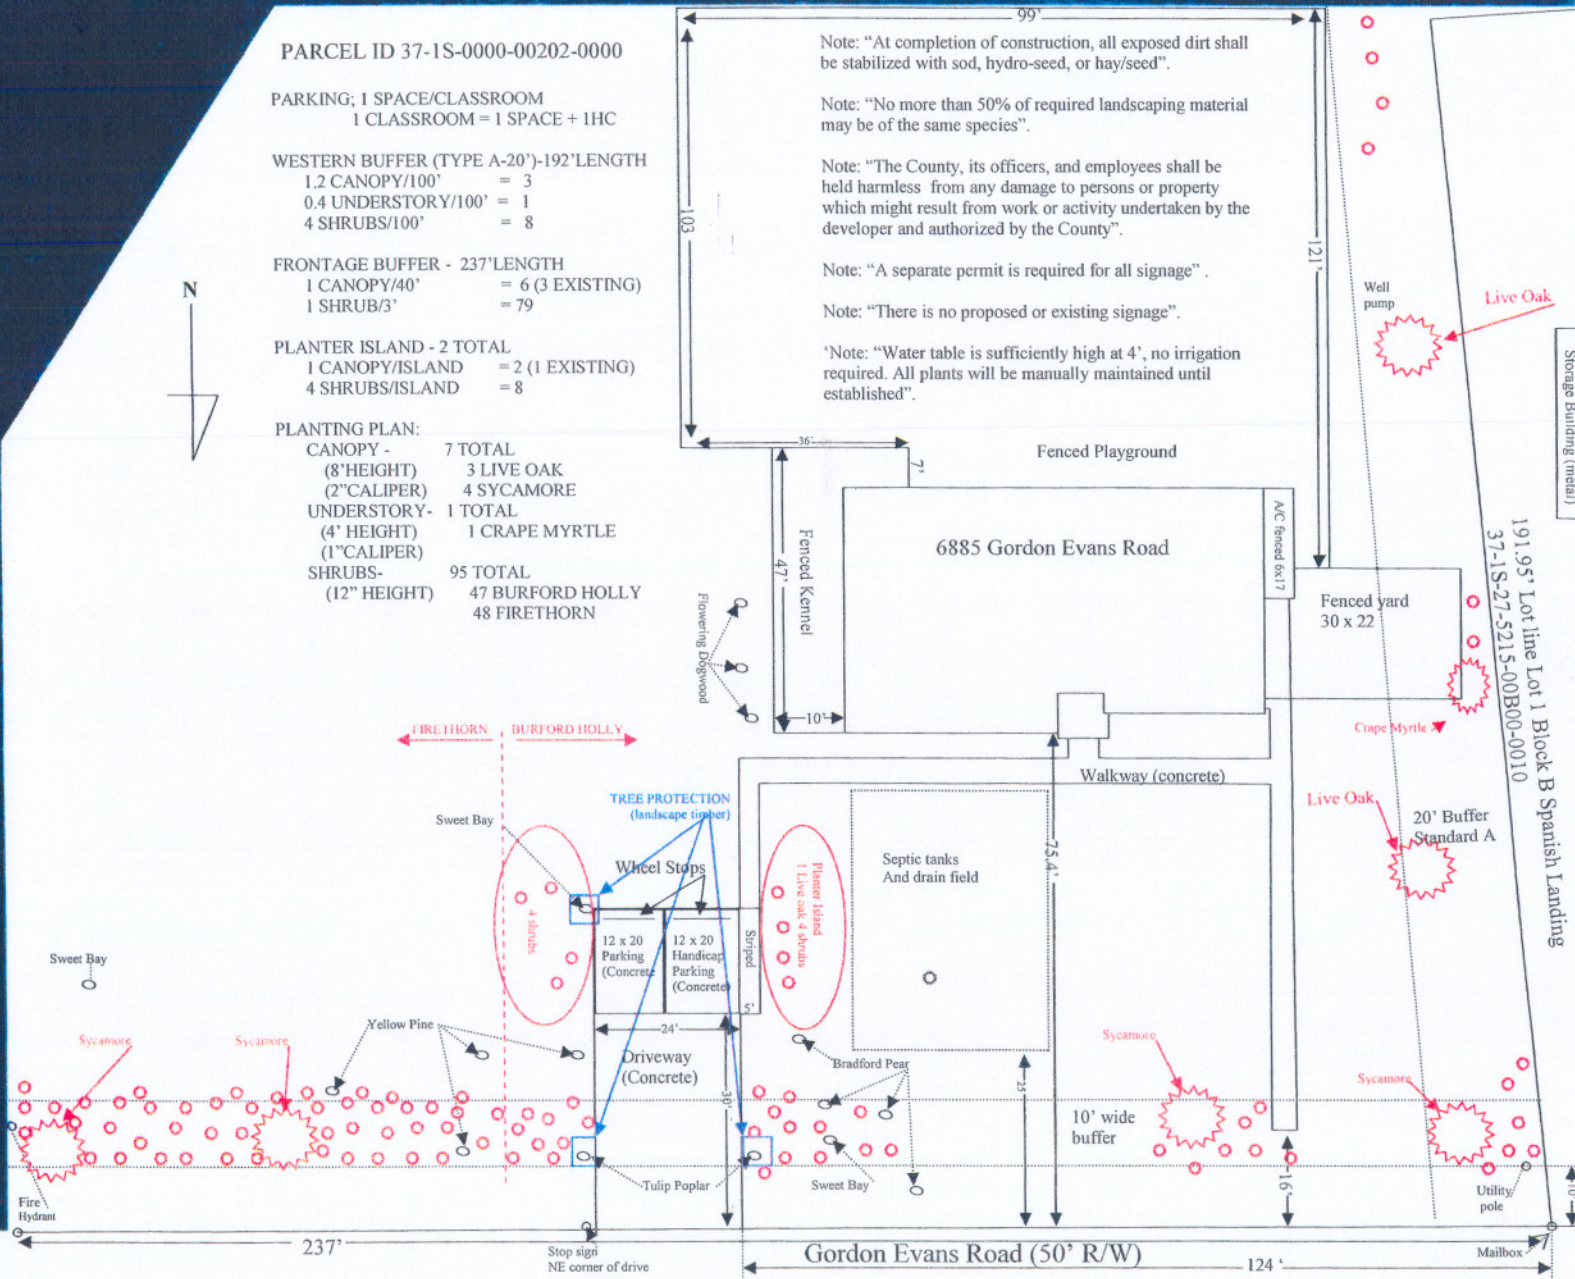 PARCEL ID 37-1S-0000-00202-0000
PARKING; 1 SPACE/CLASSROOM
1 CLASSROOM = 1 SPACE + 1HC
WESTERN BUFFER (TYPE A-20')-192'LENGTH
1.2 CANOPY/100' = 3
0.4 UNDERSTORY/100' = 1
4 SHRUBS/100' = 8
FRONTAGE BUFFER - 237'LENGTH
1 CANOPY/40' = 6 (3 EXISTING)
1 SHRUB/3' = 79
PLANTER ISLAND - 2 TOTAL
1 CANOPY/ISLAND = 2 (1 EXISTING)
4 SHRUBS/ISLAND = 8
PLANTING PLAN:
CANOPY - 7 TOTAL
(8'HEIGHT) 3 LIVE OAK
(2"CALIPER) 4 SYCAMORE
UNDERSTORY- 1 TOTAL
(4' HEIGHT) 1 CRAPE MYRTLE
(1"CALIPER)
SHRUBS- 95 TOTAL
(12" HEIGHT) 47 BURFORD HOLLY
48 FIRETHORN
N
99'
103
121'
Note: “At completion of construction, all exposed dirt shall
be stabilized with sod, hydro-seed, or hay/seed”.
Note: “No more than 50% of required landscaping material
may be of the same species”.
Note: “The County, its officers, and employees shall be
held harmless from any damage to persons or property
which might result from work or activity undertaken by the
developer and authorized by the County”.
Note: “A separate permit is required for all signage” .
Note: “There is no proposed or existing signage”.
‘Note: “Water table is sufficiently high at 4’, no irrigation
required. All plants will be manually maintained until
established”.
Well
pump
Live Oak
Storage Building (metal)
36'
7'
Fenced Playground
Fenced Kennel
47'
10'
6885 Gordon Evans Road
A/C fenced 6x17
Fenced yard
30 x 22
191.95' Lot line Lot 1 Block B Spanish Landing
37-1S-27-5215-00B00-0010
Flowering Dogwood
Crape Myrtle
FIRETHORN
BURFORD HOLLY
Walkway (concrete)
TREE PROTECTION
(landscape timber)
Sweet Bay
Wheel Stops
Live Oak
20' Buffer
Standard A
Septic tanks
And drain field
75.4'
Planter Island
1 Live oak 4 shrubs
4 shrubs
12 x 20
Parking
(Concrete
12 x 20
Handicap
Parking
(Concrete)
Striped
5'
24'
Sweet Bay
Yellow Pine
Sycamore
Sycamore
Driveway
(Concrete)
30'
Bradford Pear
25'
Sycamore
Sycamore
10' wide
buffer
Tulip Poplar
Sweet Bay
16'
Utility
pole
10'
Fire
Hydrant
237'
Stop sign
NE corner of drive
Gordon Evans Road (50' R/W)
124 '
Mailbox